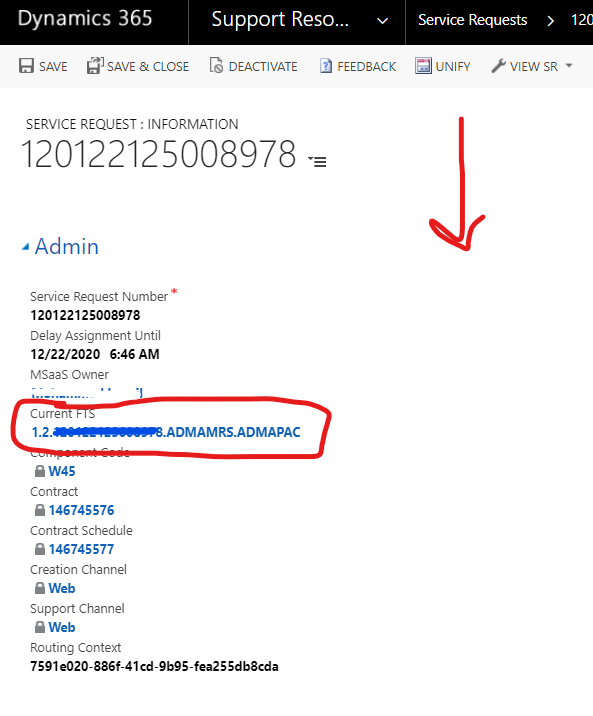 Dynamics 365
Support Reso...
Service Requests > 120
SAVE
SAVE & CLOSE
DEACTIVATE
FEEDBACK
UNIFY
VIEW SR
SERVICE REQUEST : INFORMATION
120122125008978
Admin
Service Request Number *
120122125008978
Delay Assignment Until
12/22/2020 6:46 AM
MSaaS Owner
Current FTS
1.2. .ADMAMRS.ADMAPAC
Component Code
W45
Contract
146745576
Contract Schedule
146745577
Creation Channel
Web
Support Channel
Web
Routing Context
7591e020-886f-41cd-9b95-fea255db8cda